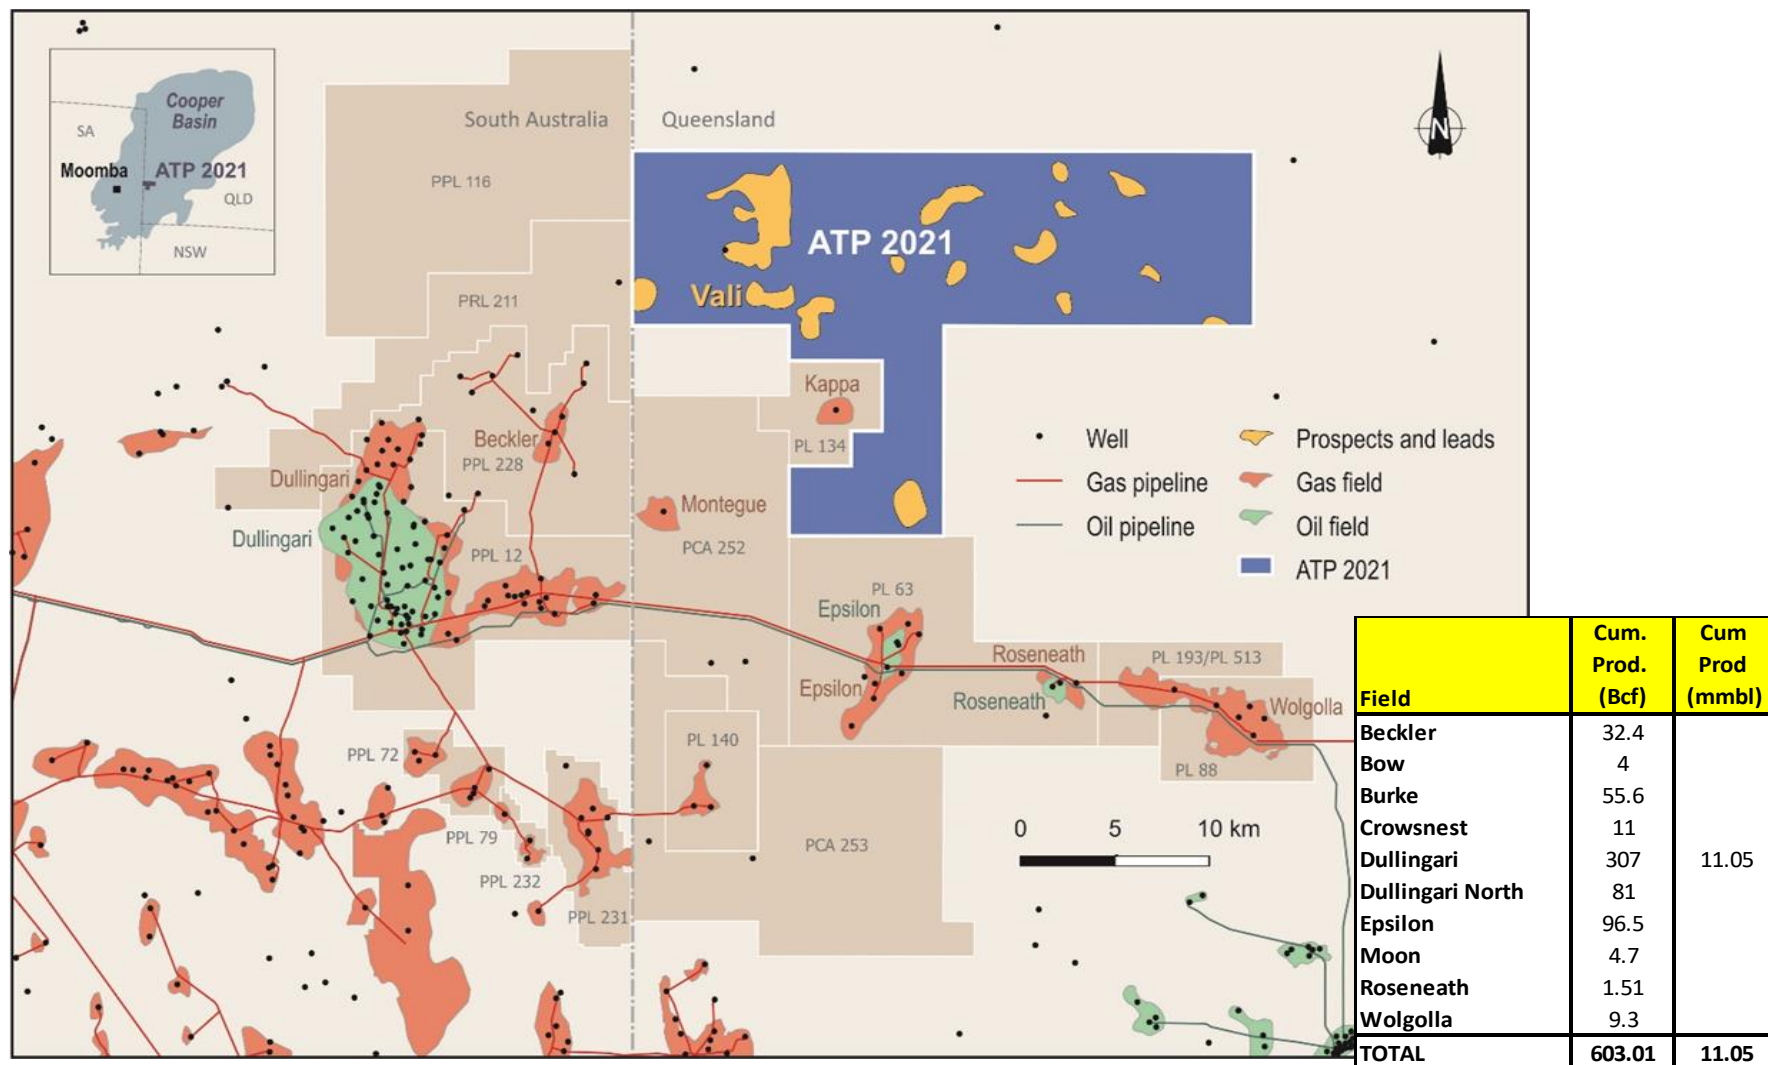 Cooper
Basin
SA
Moomba
ATP 2021
QLD
NSW
South Australia
Queensland
N
PPL 116
ATP 2021
PRL 211
Vali
Kappa
PL 134
Beckler
PPL 228
Dullingari
Dullingari
Montegue
PPL 12
PCA 252
Well
Gas pipeline
Oil pipeline
Prospects and leads
Gas field
Oil field
ATP 2021
PL 63
Epsilon
Epsilon
Roseneath
Roseneath
PL 193/PL 513
Wolgolla
PL 88
PPL 72
PL 140
PPL 79
PCA 253
PPL 232
PPL 231
0 5 10 km
Field Cum. Prod. (Bcf) Cum Prod (mmbl)
Beckler 32.4
Bow 4
Burke 55.6
Crowsnest 11
Dullingari 307 11.05
Dullingari North 81
Epsilon 96.5
Moon 4.7
Roseneath 1.51
Wolgolla 9.3
TOTAL 603.01 11.05